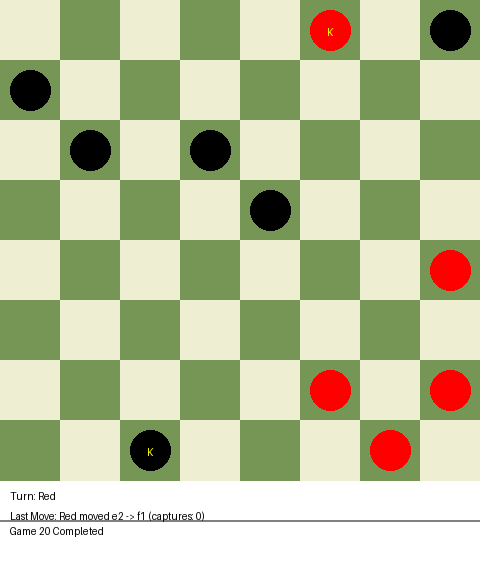 K
K
Turn: Red
Last Move: Red moved e2 -> f1 (captures: 0)
Game 20 Completed